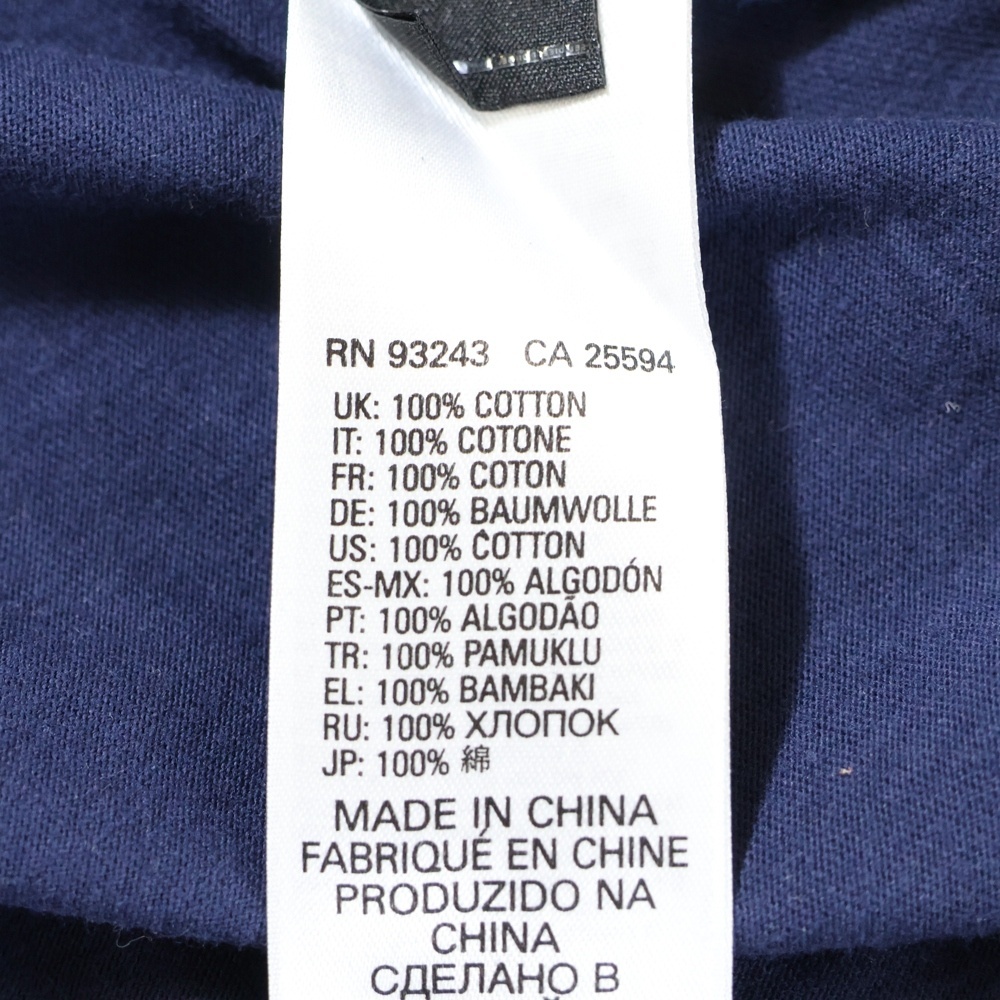 RN 93243 CA 25594
UK: 100% COTTON
IT: 100% COTONE
FR: 100% COTON
DE: 100% BAUMWOLLE
US: 100% COTTON
ES-MX: 100% ALGODÓN
PT: 100% ALGODÃO
TR: 100% PAMUKLU
EL: 100% BAMBAKI
RU: 100% ХЛОПОК
JP: 100% 綿
MADE IN CHINA
FABRIQUÉ EN CHINE
PRODUZIDO NA
CHINA
СДЕЛАНО В